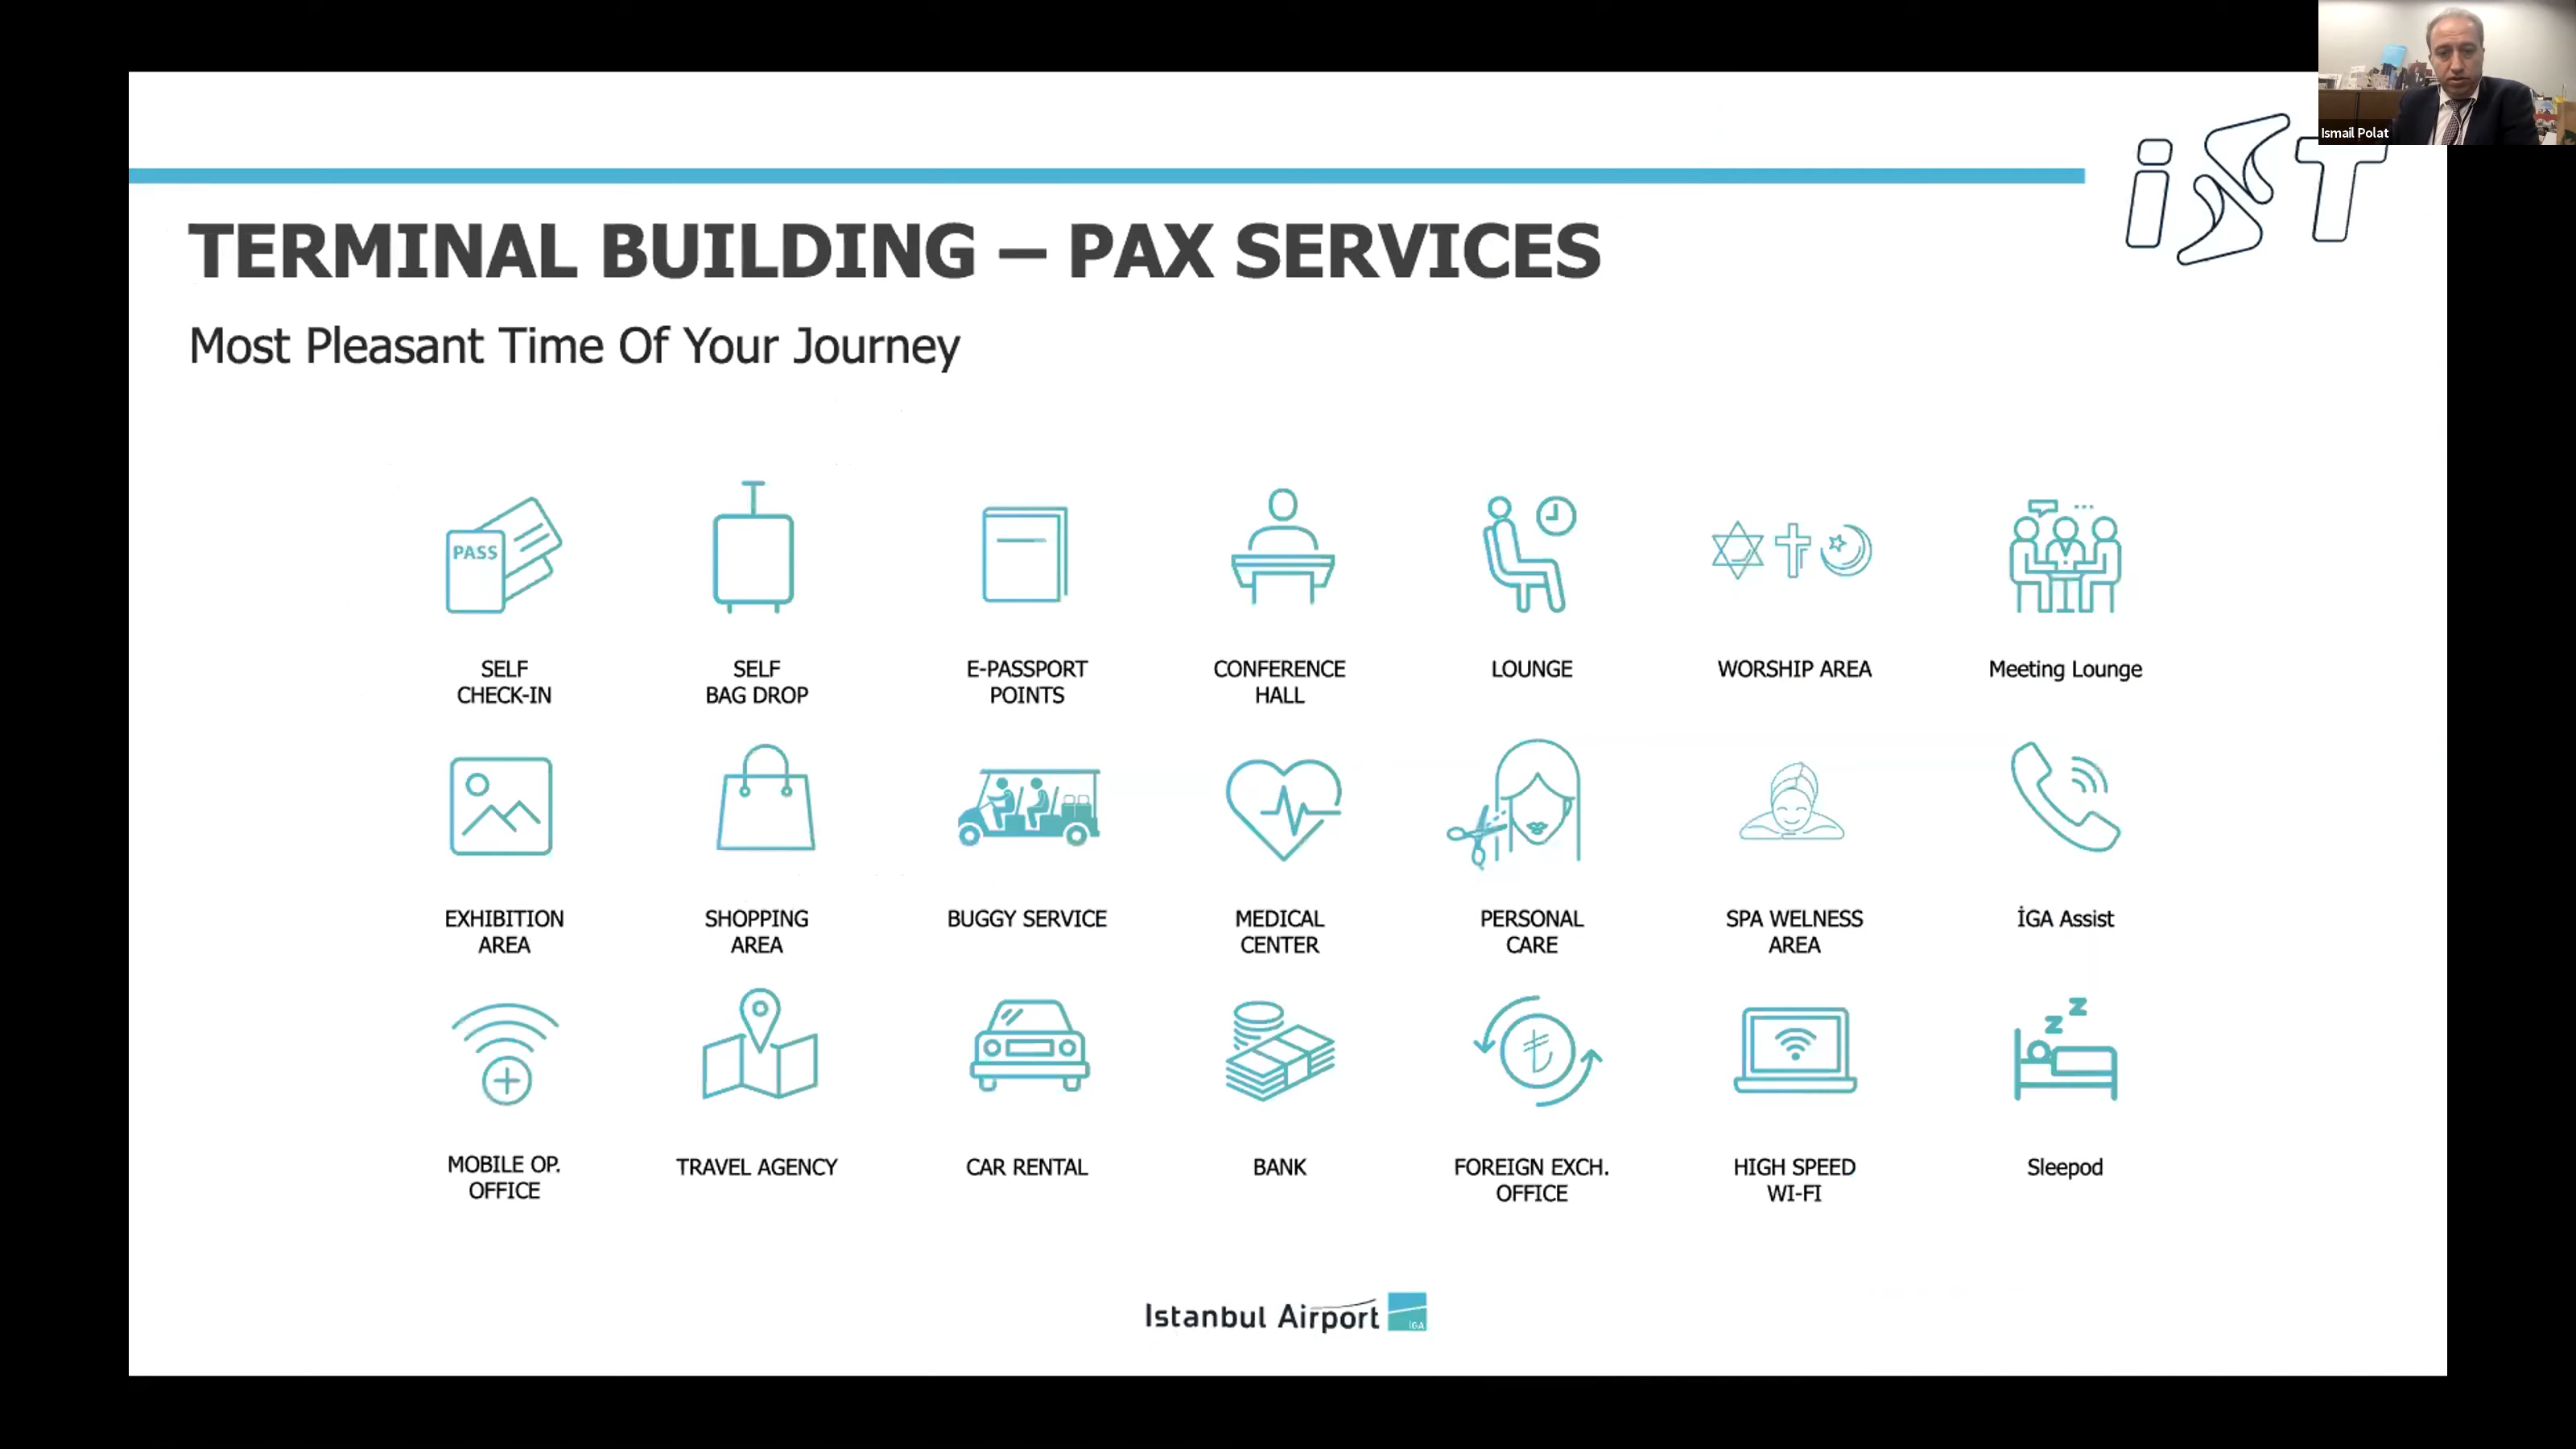 Ismail Polat
iST
TERMINAL BUILDING – PAX SERVICES
Most Pleasant Time Of Your Journey
PASS
SELF
CHECK-IN
SELF
BAG DROP
E-PASSPORT
POINTS
CONFERENCE
HALL
LOUNGE
WORSHIP AREA
Meeting Lounge
EXHIBITION
AREA
SHOPPING
AREA
BUGGY SERVICE
MEDICAL
CENTER
PERSONAL
CARE
SPA WELNESS
AREA
İGA Assist
MOBILE OP.
OFFICE
TRAVEL AGENCY
CAR RENTAL
BANK
FOREIGN EXCH.
OFFICE
HIGH SPEED
WI-FI
z z
Sleepod
Istanbul Airport
İGA